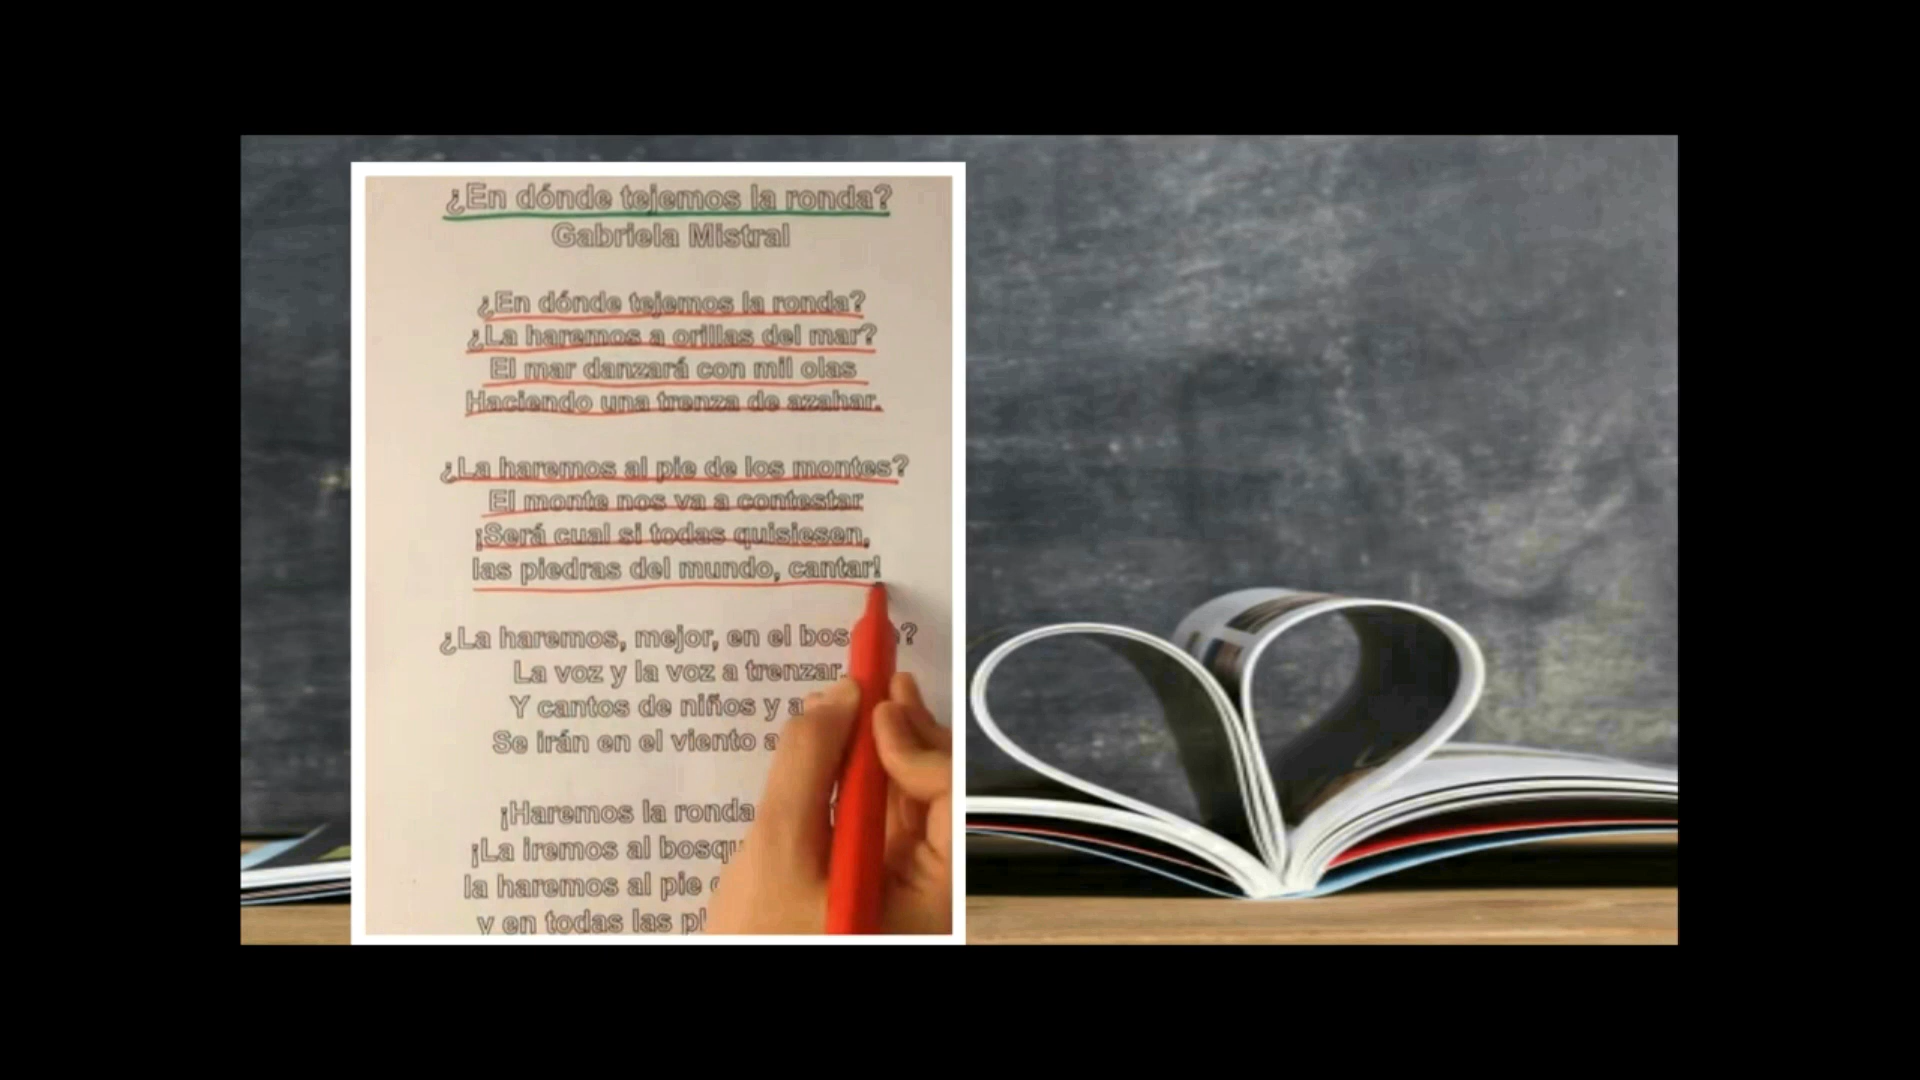 ¿En dónde tejemos la ronda?
Gabriela Mistral
¿En dónde tejemos la ronda?
¿La haremos a orillas del mar?
El mar danzará con mil olas
Haciendo una trenza de azahar.
¿La haremos al pie de los montes?
El monte nos va a contestar
¡Será cual si todas quisiesen,
las piedras del mundo, cantar!
¿La haremos, mejor, en el
La voz y la voz a trenzar.
Y cantos de niños y
Se irán en el viento
¡Haremos la ronda
¡La iremos al
la haremos al pie
y en todas las